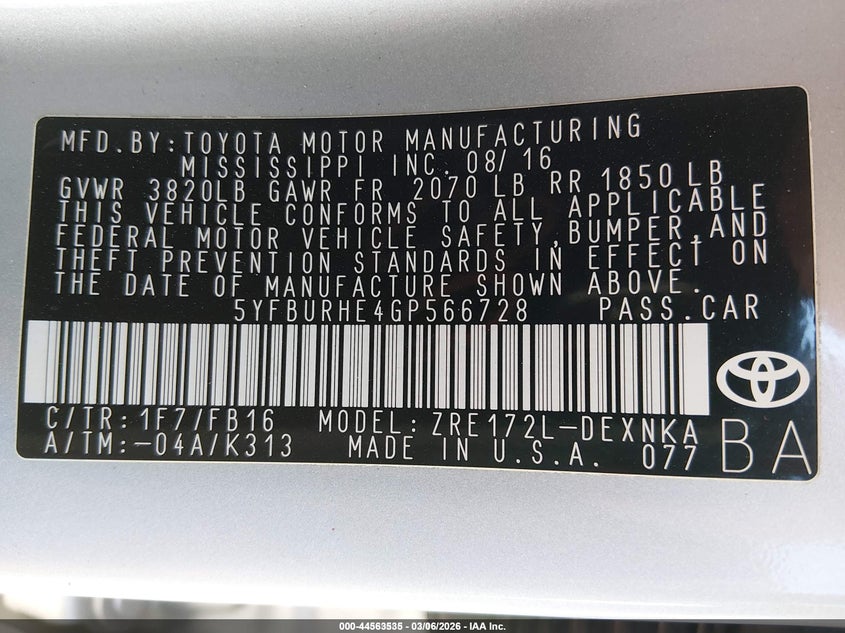 MFD.BY:TOYOTA MOTOR MANUFACTURING
MISSISSIPPI INC. 08/16
GVWR 3820LB GAWR FR 2070 LB RR 1850 LB
THIS VEHICLE CONFORMS TO ALL APPLICABLE
FEDERAL MOTOR VEHICLE SAFETY,BUMPER,AND
THEFT PREVENTION STANDARDS IN EFFECT ON
THE DATE OF MANUFACTURE SHOWN ABOVE.
5YFBURHE4GP566728 PASS.CAR
C/TR:1F7/FB16 MODEL:ZRE172L-DEXNKA
A/TM:-04A/K313 MADE IN U.S.A. 077 BA
000-44563535 - 03/06/2026 - IAA Inc.